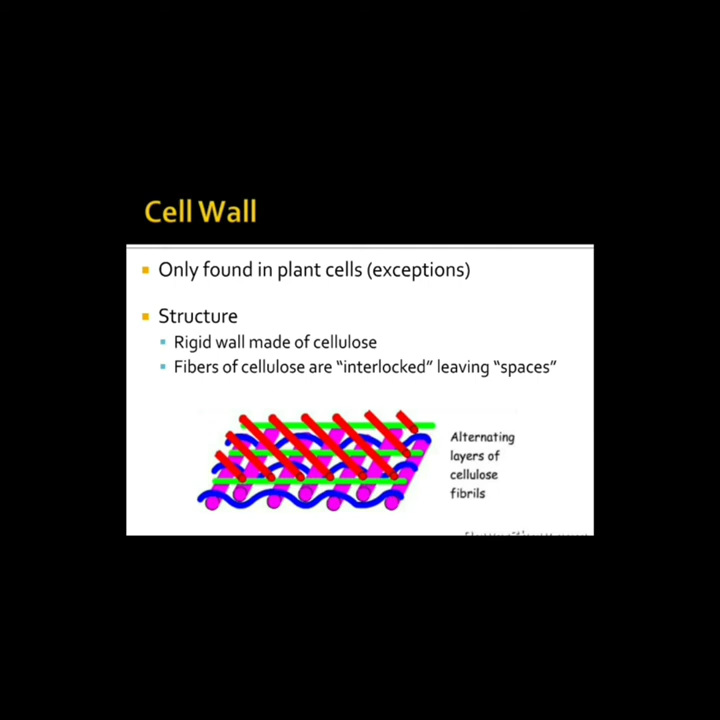 Cell Wall
Only found in plant cells (exceptions)
Structure
Rigid wall made of cellulose
Fibers of cellulose are “interlocked” leaving “spaces”
Alternating
layers of
cellulose
fibrils